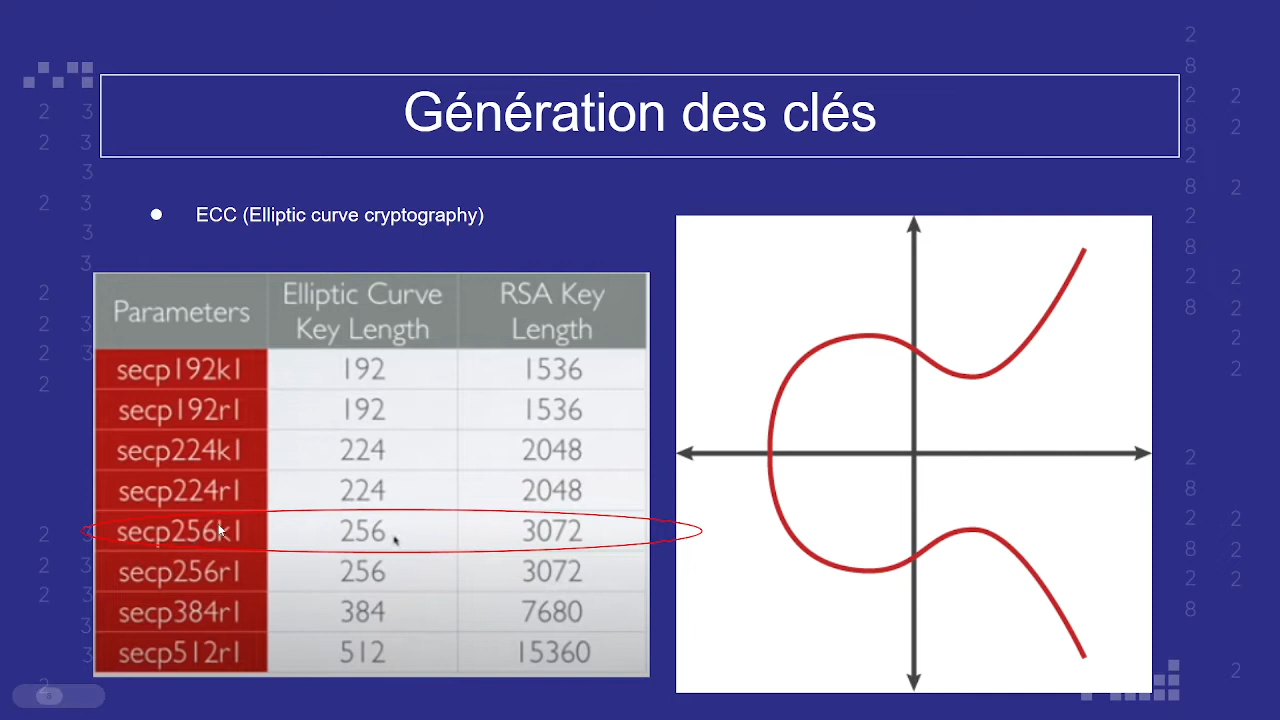 Génération des clés
ECC (Elliptic curve cryptography)
Parameters Elliptic Curve Key Length RSA Key Length
secp192k1 192 1536
secp192r1 192 1536
secp224k1 224 2048
secp224r1 224 2048
secp256k1 256 3072
secp256r1 256 3072
secp384r1 384 7680
secp512r1 512 15360